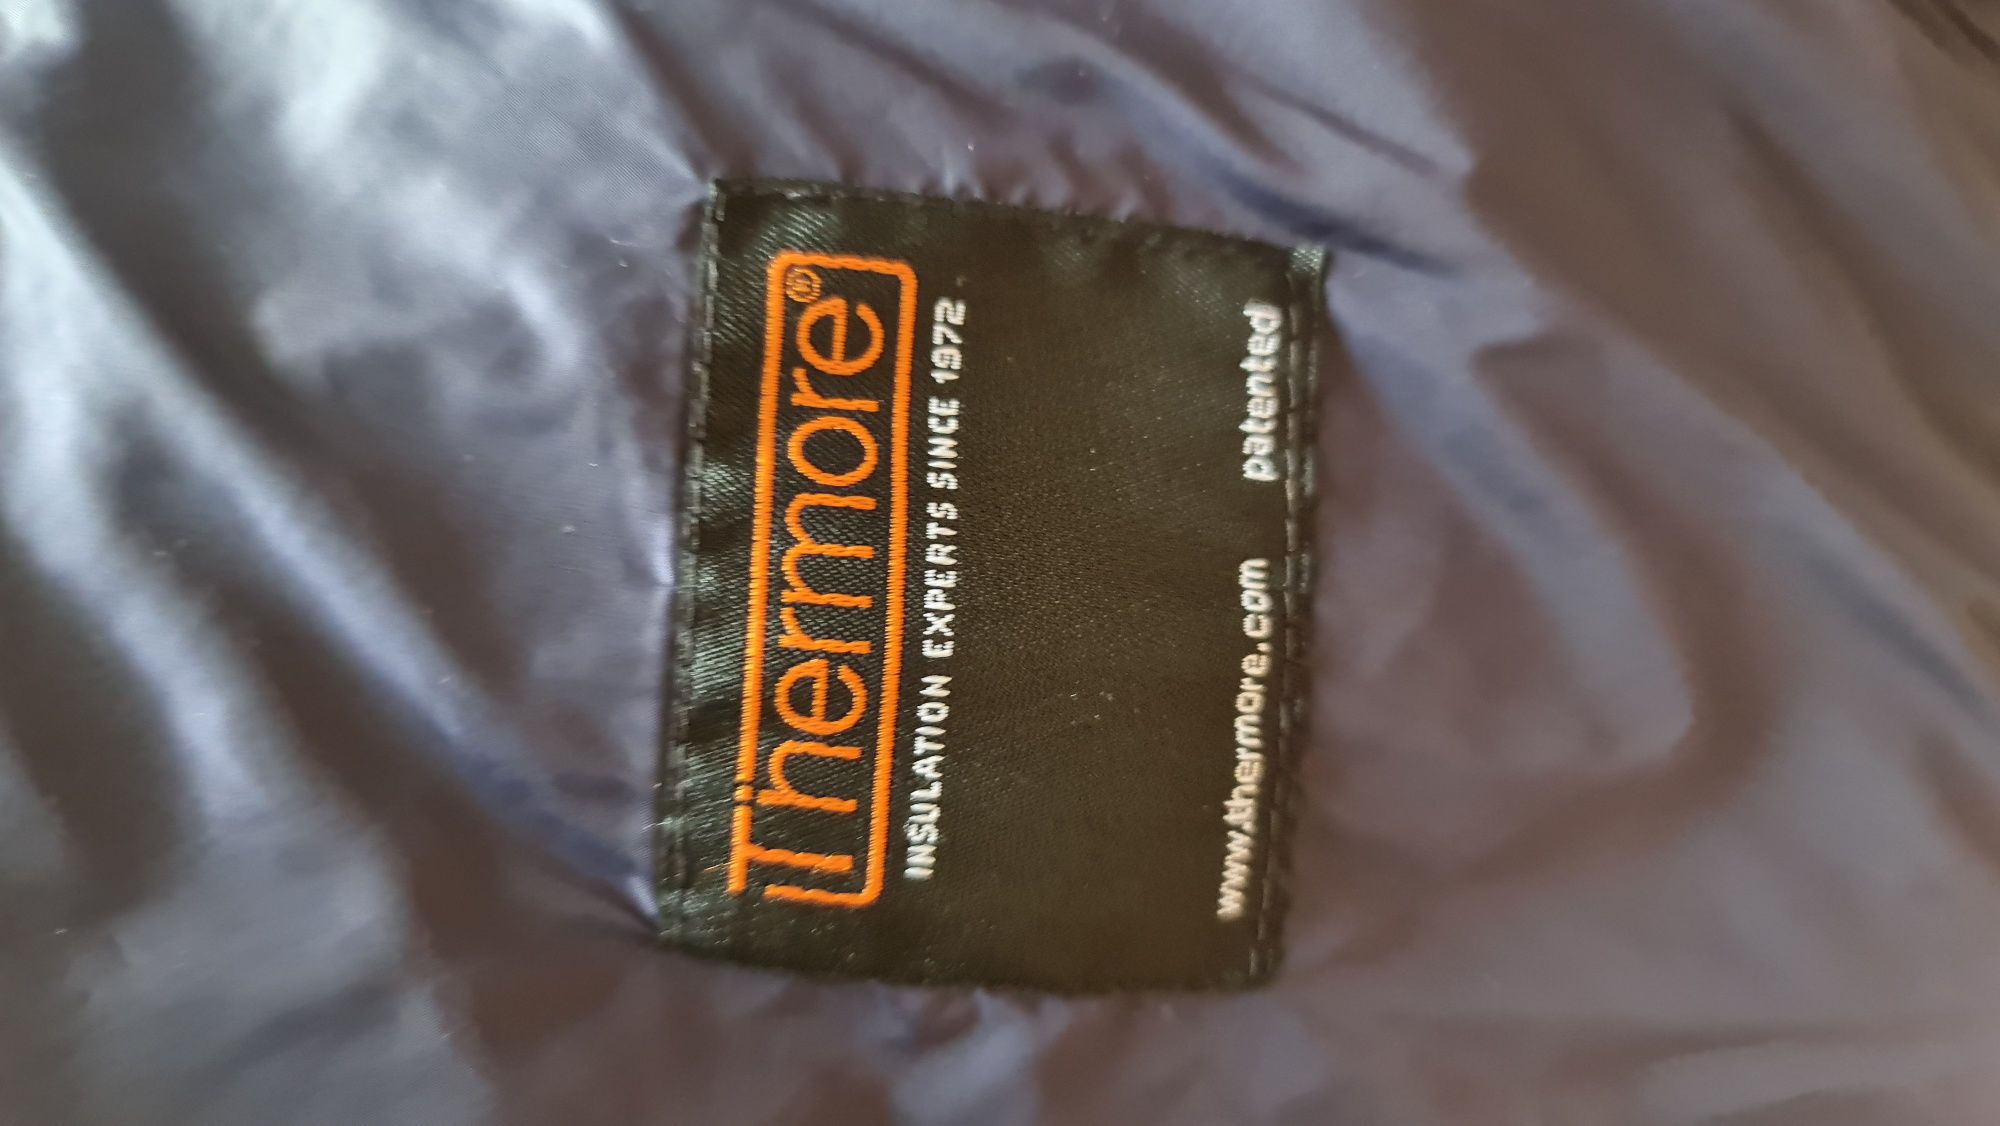 Thermore®
INSULATION EXPERTS SINCE 1972
www.thermore.com patented